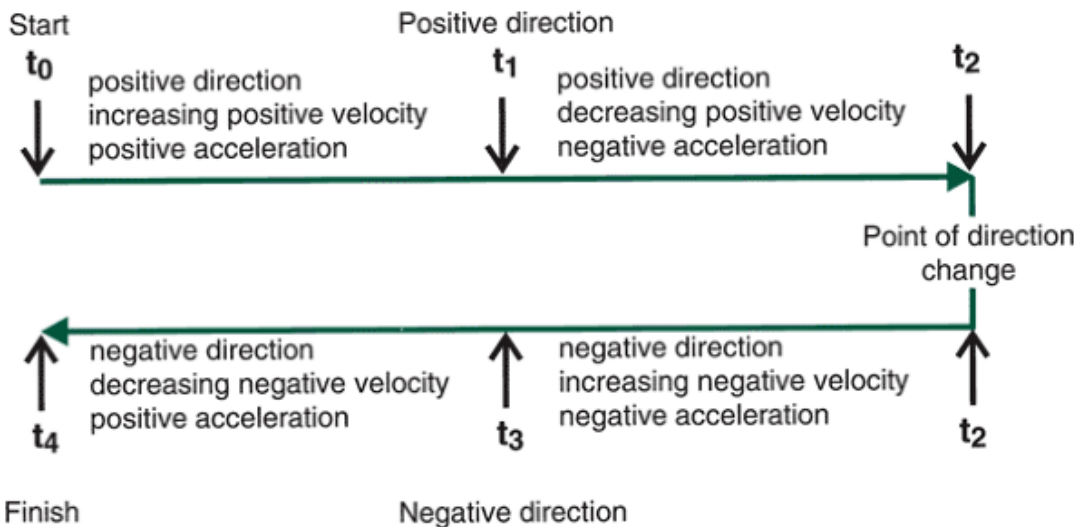 Start
Positive direction
t0
t1
t2
positive direction
increasing positive velocity
positive acceleration
positive direction
decreasing positive velocity
negative acceleration
Point of direction
change
negative direction
decreasing negative velocity
positive acceleration
negative direction
increasing negative velocity
negative acceleration
t4
t3
t2
Finish
Negative direction